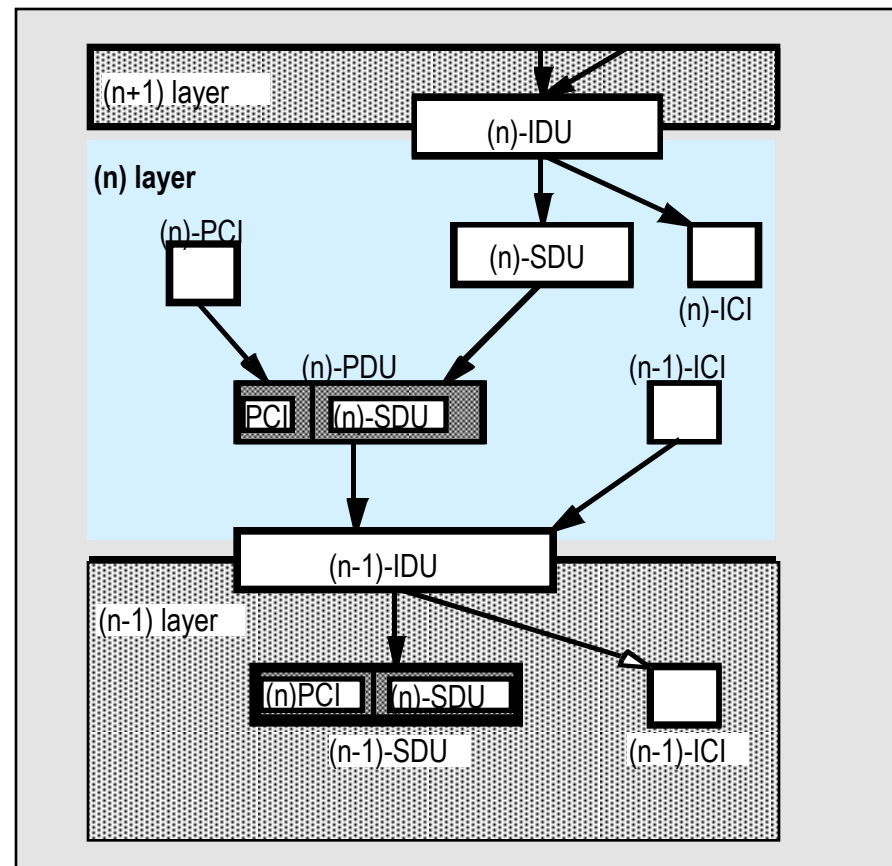 (n+1) layer
(n)-IDU
(n) layer
(n)-PCI
(n)-SDU
(n)-ICI
(n)-PDU
(n-1)-ICI
PCI
(n)-SDU
(n-1)-IDU
(n-1) layer
(n)PCI
(n)-SDU
(n-1)-SDU
(n-1)-ICI